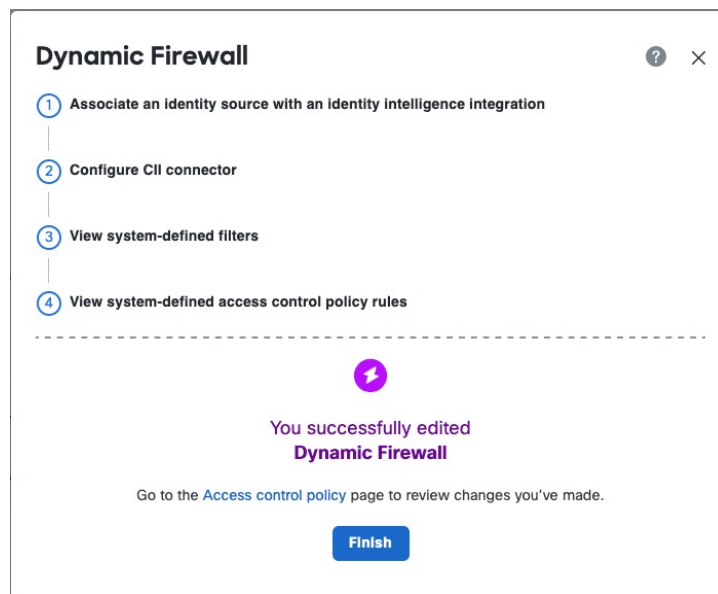 Dynamic Firewall
?
1 Associate an identity source with an identity intelligence integration
2 Configure CII connector
3 View system-defined filters
4 View system-defined access control policy rules
You successfully edited
Dynamic Firewall
Go to the Access control policy page to review changes you've made.
Finish